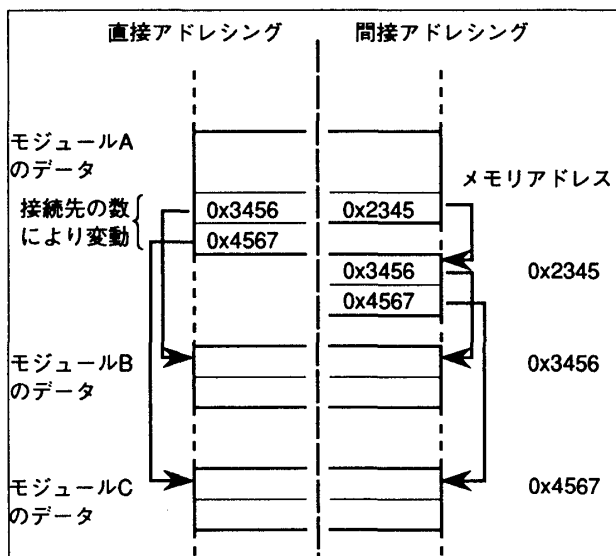 直接アドレシング
間接アドレシング
モジュールA
のデータ
メモリアドレス
接続先の数
により変動
0x3456
0x2345
0x4567
0x3456
0x2345
0x4567
モジュールB
のデータ
0x3456
モジュールC
のデータ
0x4567